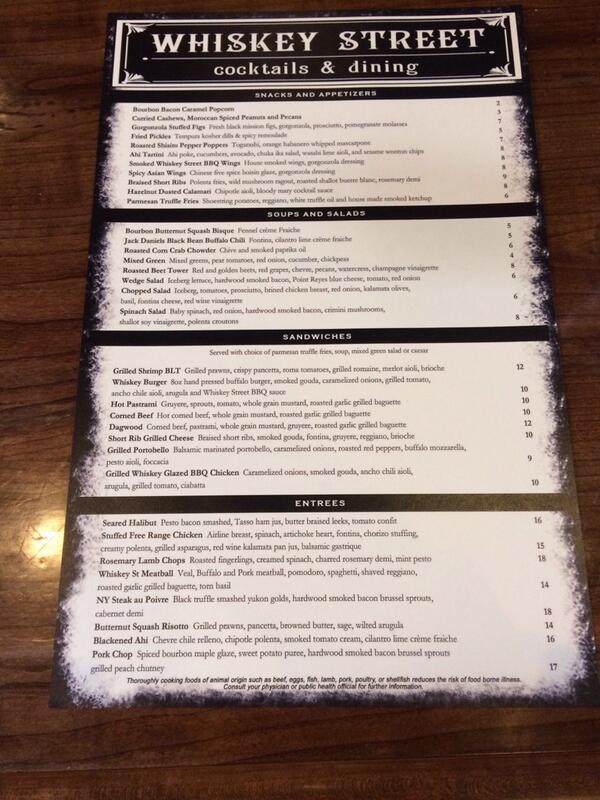 WHISKEY STREET
cocktails & dining
SNACKS AND APPETIZERS
Bourbon Bacon Caramel Popcorn 2
Curried Cashews, Moroccan Spiced Peanuts and Pecans 3
Gorgonzola Stuffed Figs Fresh black mission figs, gorgonzola, prosciutto, pomegranate molasses 7
Fried Pickles Tempura kosher dills & spicy remoulade 5
Roasted Shisito Pepper Poppers Togarashi, orange habanero whipped mascarpone 7
Ahi Tartini Ahi poke, cucumbers, avocado, chuka ika salad, wasabi lime aioli, and sesame wonton chips 8
Smoked Whiskey Street BBQ Wings House smoked wings, gorgonzola dressing 8
Spicy Asian Wings Chinese five spice hoisin glaze, gorgonzola dressing 8
Braised Short Ribs Polenta fries, wild mushroom ragout, roasted shallot buerre blanc, rosemary demi 9
Hazelnut Dusted Calamari Chipotle aioli, bloody mary cocktail sauce 8
Parmesan Truffle Fries Shoestring potatoes, reggiano, white truffle oil and house made smoked ketchup 6
SOUPS AND SALADS
Bourbon Butternut Squash Bisque Fennel crème Fraiche 5
Jack Daniels Black Bean Buffalo Chili Fontina, cilantro lime crème fraiche 5
Roasted Corn Crab Chowder Chive and smoked paprika oil 6
Mixed Green Mixed greens, pear tomatoes, red onion, cucumber, chickpeas 4
Roasted Beet Tower Red and golden beets, red grapes, chevre, pecans, watercress, champagne vinaigrette 8
Wedge Salad Iceberg lettuce, hardwood smoked bacon, Point Reyes blue cheese, tomato, red onion 6
Chopped Salad Iceberg, tomatoes, prosciutto, brined chicken breast, red onion, kalamata olives,
basil, fontina cheese, red wine vinaigrette 6
Spinach Salad Baby spinach, red onion, hardwood smoked bacon, crimini mushrooms,
shallot soy vinaigrette, polenta croutons 8
SANDWICHES
Served with choice of parmesan truffle fries, soup, mixed green salad or caesar
Grilled Shrimp BLT Grilled prawns, crispy pancetta, roma tomatoes, grilled romaine, merlot aioli, brioche 12
Whiskey Burger 8oz hand pressed buffalo burger, smoked gouda, caramelized onions, grilled tomato,
ancho chile aioli, arugula and Whiskey Street BBQ sauce 10
Hot Pastrami Gruyere, sprouts, tomato, whole grain mustard, roasted garlic grilled baguette 10
Corned Beef Hot corned beef, whole grain mustard, roasted garlic grilled baguette 10
Dagwood Corned beef, pastrami, whole grain mustard, gruyere, roasted garlic grilled baguette 12
Short Rib Grilled Cheese Braised short ribs, smoked gouda, fontina, gruyere, reggiano, brioche 10
Grilled Portobello Balsamic marinated portobello, caramelized onions, roasted red peppers, buffalo mozzarella,
pesto aioli, foccacia 9
Grilled Whiskey Glazed BBQ Chicken Caramelized onions, smoked gouda, ancho chili aioli,
arugula, grilled tomato, ciabatta 10
ENTREES
Seared Halibut Pesto bacon smashed, Tasso ham jus, butter braised leeks, tomato confit 16
Stuffed Free Range Chicken Airline breast, spinach, artichoke heart, fontina, chorizo stuffing,
creamy polenta, grilled asparagus, red wine kalamata pan jus, balsamic gastrique 15
Rosemary Lamb Chops Roasted fingerlings, creamed spinach, charred rosemary demi, mint pesto 18
Whiskey St Meatball Veal, Buffalo and Pork meatball, pomodoro, spaghetti, shaved reggiano,
roasted garlic grilled baguette, torn basil 14
NY Steak au Poivre Black truffle smashed yukon golds, hardwood smoked bacon brussel sprouts,
cabernet demi 18
Butternut Squash Risotto Grilled prawns, pancetta, browned butter, sage, wilted arugula 14
Blackened Ahi Chevre chile relleno, chipotle polenta, smoked tomato cream, cilantro lime crème fraiche 16
Pork Chop Spiced bourbon maple glaze, sweet potato puree, hardwood smoked bacon brussel sprouts
grilled peach chutney 17
Thoroughly cooking foods of animal origin such as beef, eggs, fish, lamb, pork, poultry, or shellfish reduces the risk of food borne illness.
Consult your physician or public health official for further information.